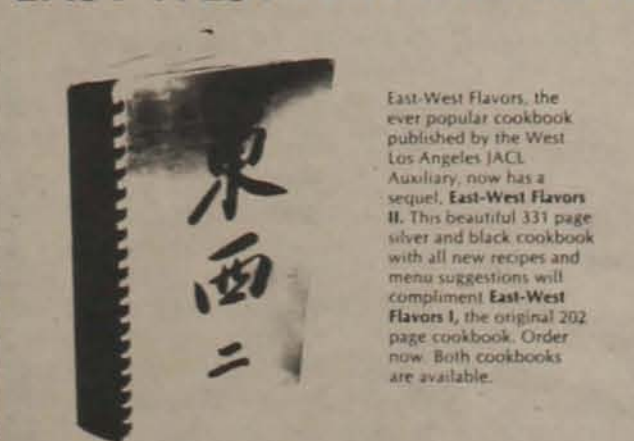 東
西
二
East-West Flavors, the
ever popular cookbook
published by the West
Los Angeles JACL
Auxiliary, now has a
sequel, East-West Flavors
II. This beautiful 331 page
silver and black cookbook
with all new recipes and
menu suggestions will
compliment East-West
Flavors I, the original 202
page cookbook. Order
now. Both cookbooks
are available.